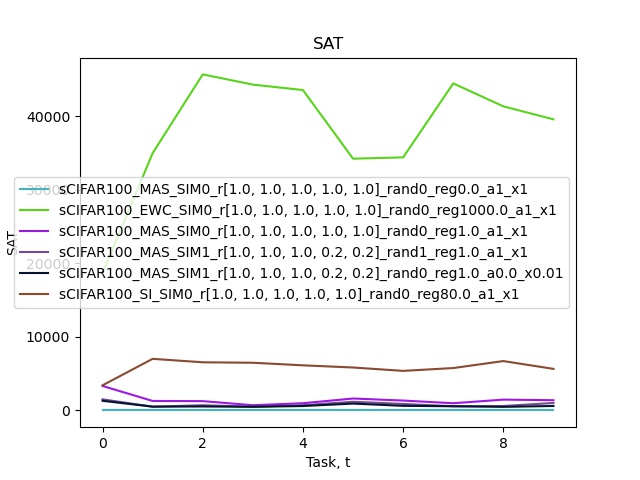 SAT
40000
30000
sCIFAR100_MAS_SIM0_r[1.0, 1.0, 1.0, 1.0, 1.0]_rand0_reg0.0_a1_x1
sCIFAR100_EWC_SIM0_r[1.0, 1.0, 1.0, 1.0, 1.0]_rand0_reg1000.0_a1_x1
sCIFAR100_MAS_SIM0_r[1.0, 1.0, 1.0, 1.0, 1.0]_rand0_reg1.0_a1_x1
SAT
sCIFAR100_MAS_SIM1_r[1.0, 1.0, 1.0, 0.2, 0.2]_rand1_reg1.0_a1_x1
20000
sCIFAR100_MAS_SIM1_r[1.0, 1.0, 1.0, 0.2, 0.2]_rand0_reg1.0_a0.0_x0.01
sCIFAR100_SI_SIM0_r[1.0, 1.0, 1.0, 1.0, 1.0]_rand0_reg80.0_a1_x1
10000
0
0 2 4 6 8
Task, t